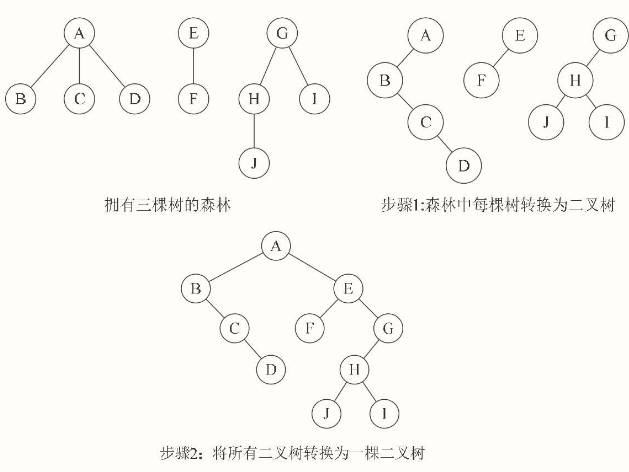 A E G
B C D F H I
J
拥有三棵树的森林
A E G
B F H
C J I
D
步骤1:森林中每棵树转换为二叉树
A
B E
C F G
D H
J I
步骤2：将所有二叉树转换为一棵二叉树